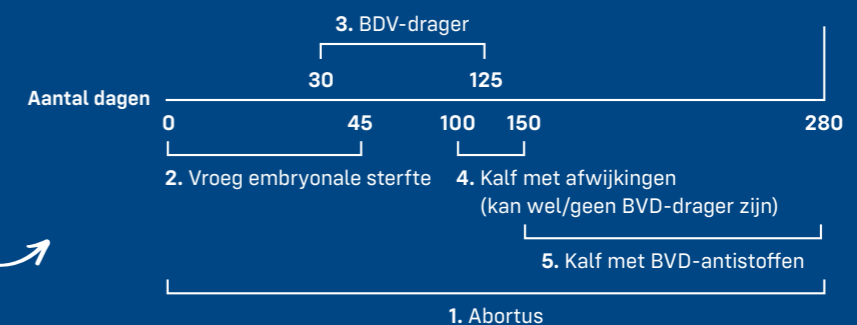 3. BDV-drager
30 125
Aantal dagen
0 45 100 150 280
2. Vroeg embryonale sterfte 4. Kalf met afwijkingen
(kan wel/geen BVD-drager zijn)
5. Kalf met BVD-antistoffen
1. Abortus